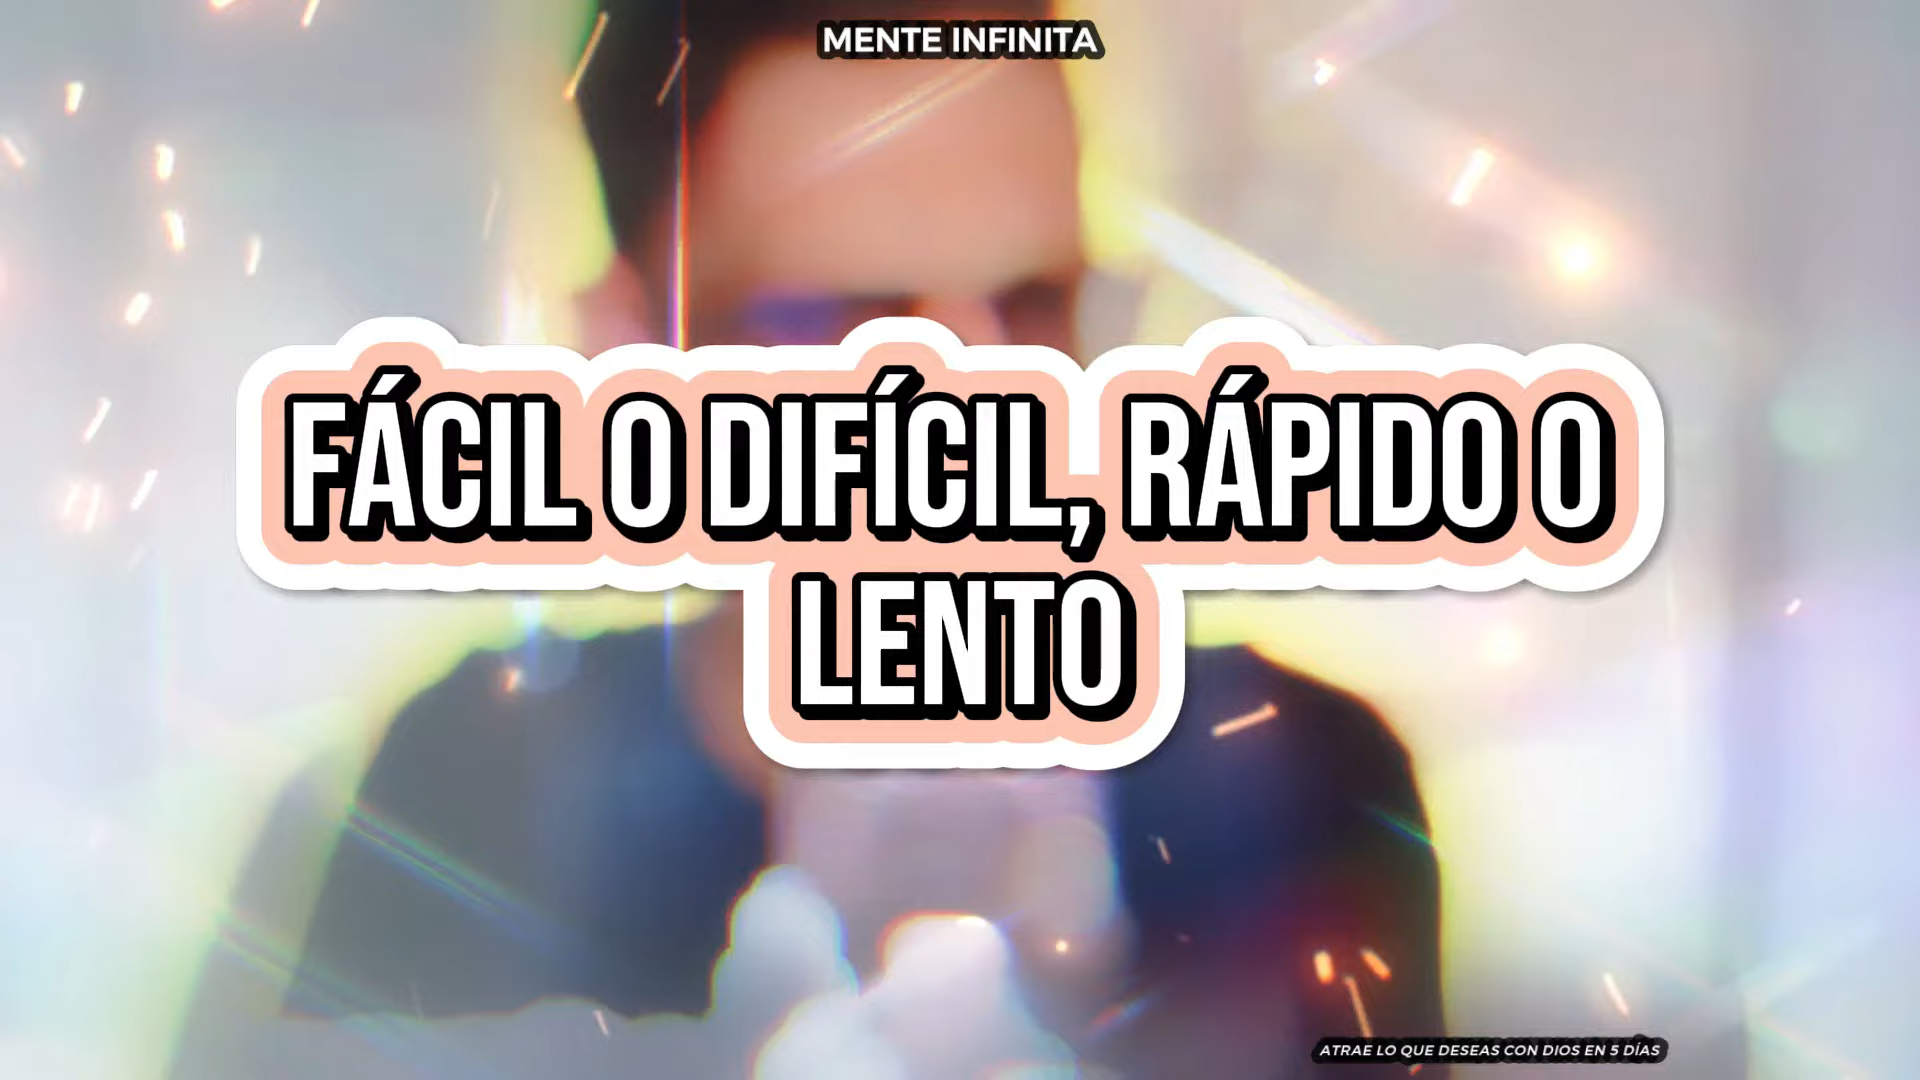 MENTE INFINITA
FÁCIL O DIFÍCIL, RÁPIDO O
LENTO
ATRAE LO QUE DESEAS CON DIOS EN 5 DÍAS